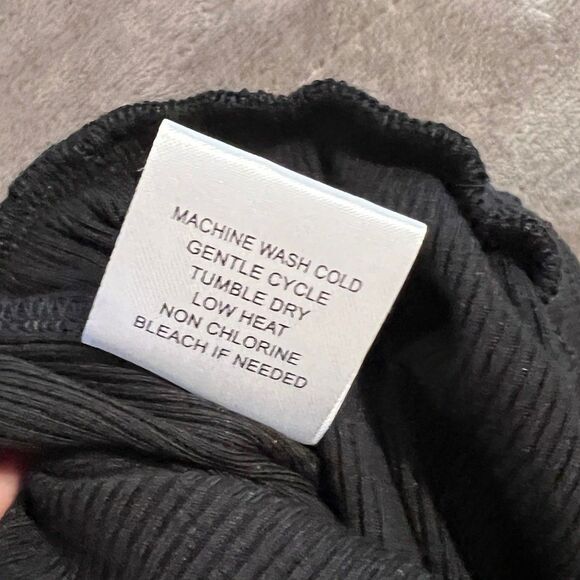 MACHINE WASH COLD
GENTLE CYCLE
TUMBLE DRY
LOW HEAT
NON CHLORINE
BLEACH IF NEEDED